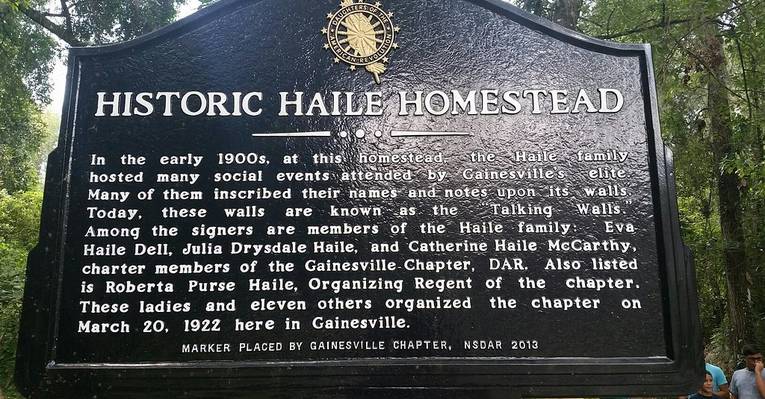 DAUGHTERS OF THE
AMERICAN REVOLUTION
HISTORIC HAILE HOMESTEAD
In the early 1900s, at this homestead, the Haile family
hosted many social events attended by Gainesville's elite.
Many of them inscribed their names and notes upon its walls.
Today, these walls are known as the "Talking Walls."
Among the signers are members of the Haile family: Eva
Haile Dell, Julia Drysdale Haile, and Catherine Haile McCarthy,
charter members of the Gainesville Chapter, DAR. Also listed
is Roberta Purse Haile, Organizing Regent of the chapter.
These ladies and eleven others organized the chapter on
March 20, 1922 here in Gainesville.
MARKER PLACED BY GAINESVILLE CHAPTER, NSDAR 2013